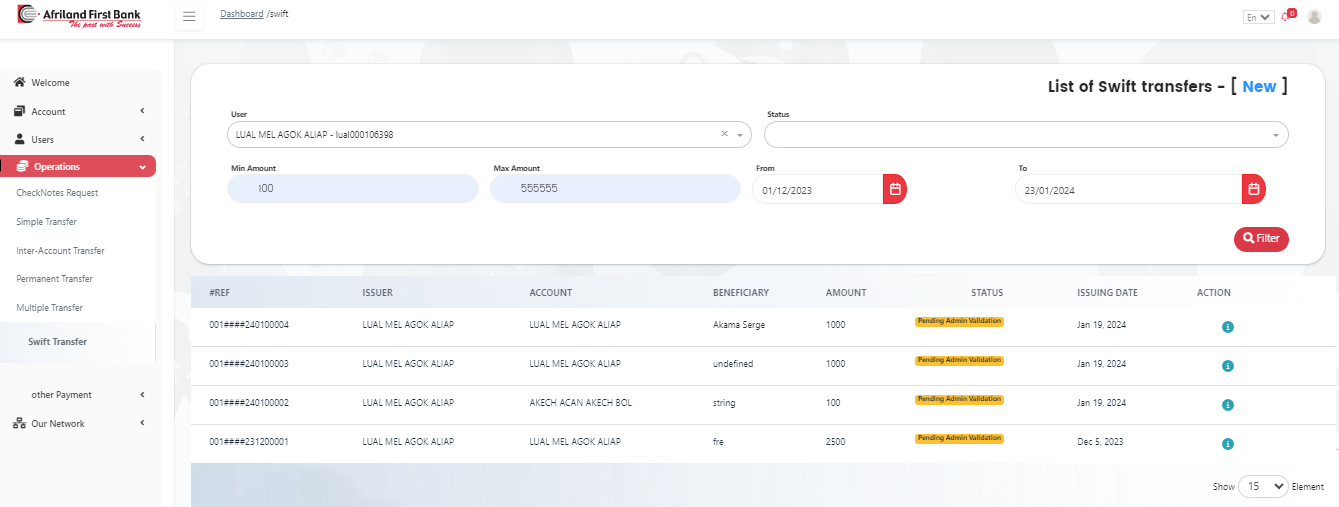 Afriland First Bank
The pact with Success
Dashboard /swift
En
0
Welcome
Account
Users
Operations
CheckNotes Request
Simple Transfer
Inter-Account Transfer
Permanent Transfer
Multiple Transfer
Swift Transfer
other Payment
Our Network
List of Swift transfers - [ New ]
User
Status
LUAL MEL AGOK ALIAP - lual000106398 ×
Min Amount
Max Amount
From
To
100
555555
01/12/2023
23/01/2024
Filter
#REF ISSUER ACCOUNT BENEFICIARY AMOUNT STATUS ISSUING DATE ACTION
001####240100004 LUAL MEL AGOK ALIAP LUAL MEL AGOK ALIAP Akama Serge 1000 Pending Admin Validation Jan 19, 2024
001####240100003 LUAL MEL AGOK ALIAP LUAL MEL AGOK ALIAP undefined 1000 Pending Admin Validation Jan 19, 2024
001####240100002 LUAL MEL AGOK ALIAP AKECH ACAN AKECH BOL string 100 Pending Admin Validation Jan 19, 2024
001####231200001 LUAL MEL AGOK ALIAP LUAL MEL AGOK ALIAP fre 2500 Pending Admin Validation Dec 5, 2023
Show 15 Element